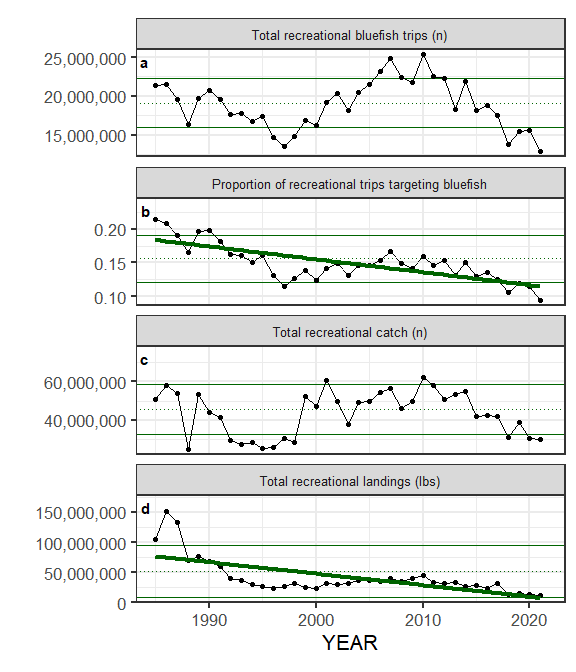 Total recreational bluefish trips (n)
a
25,000,000
20,000,000
15,000,000
Proportion of recreational trips targeting bluefish
b
0.20
0.15
0.10
Total recreational catch (n)
c
60,000,000
40,000,000
Total recreational landings (lbs)
d
150,000,000
100,000,000
50,000,000
0
1990 2000 2010 2020
YEAR